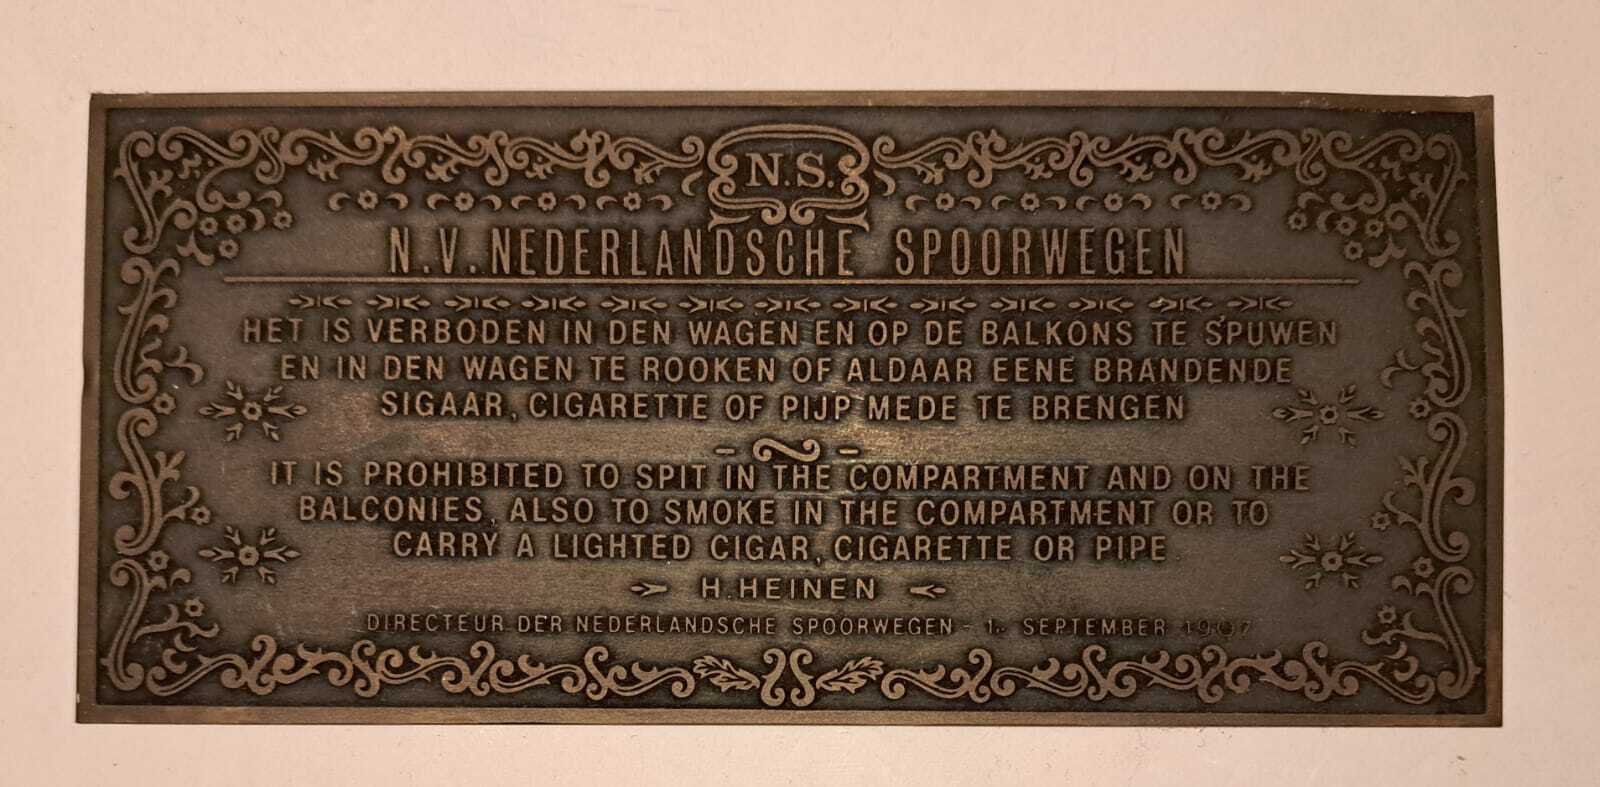 N.S.
N.V. NEDERLANDSCHE SPOORWEGEN
HET IS VERBODEN IN DEN WAGEN EN OP DE BALKONS TE SPUWEN
EN IN DEN WAGEN TE ROOKEN OF ALDAAR EENE BRANDENDE
SIGAAR, CIGARETTE OF PIJP MEDE TE BRENGEN
IT IS PROHIBITED TO SPIT IN THE COMPARTMENT AND ON THE
BALCONIES, ALSO TO SMOKE IN THE COMPARTMENT OR TO
CARRY A LIGHTED CIGAR, CIGARETTE OR PIPE
H. HEINEN
DIRECTEUR DER NEDERLANDSCHE SPOORWEGEN - 1. SEPTEMBER 1907